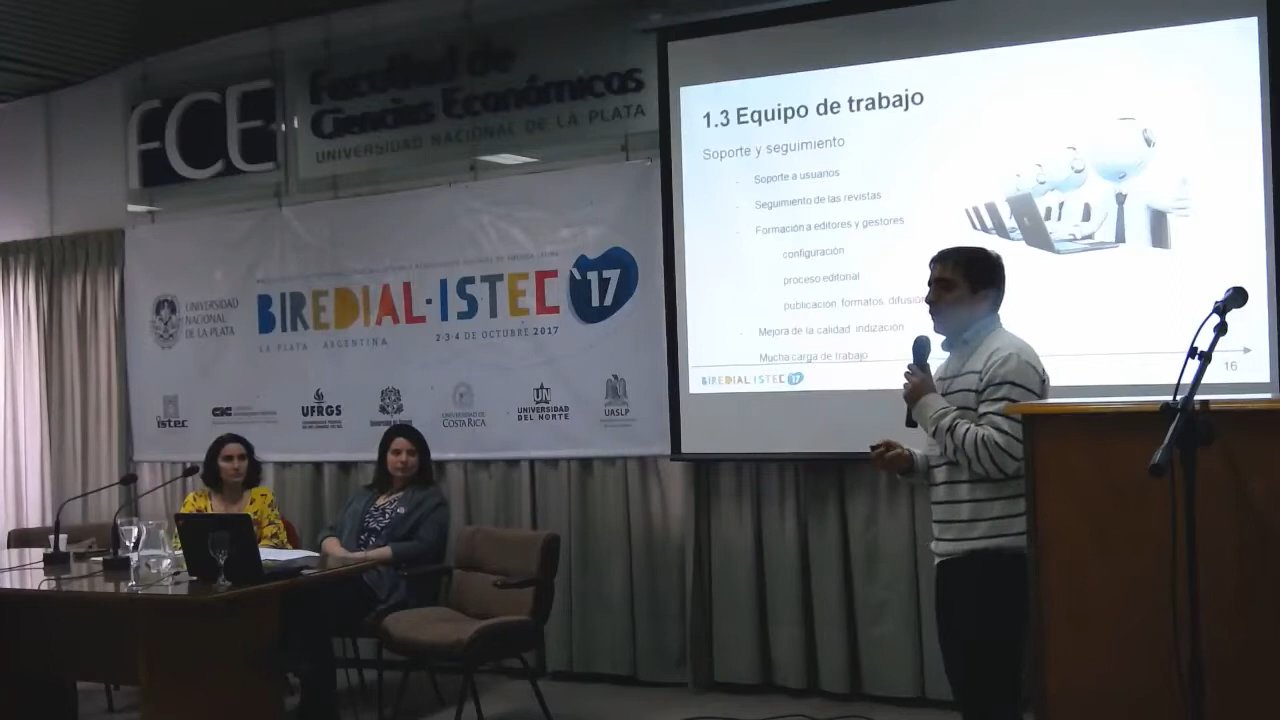 FCE
Facultad de
Ciencias Económicas
UNIVERSIDAD NACIONAL DE LA PLATA
UNIVERSIDAD
NACIONAL
DE LA PLATA
BIREDIAL-ISTEC '17
LA PLATA ARGENTINA
2-3-4 DE OCTUBRE 2017
istec
CIC
UFRGS
UNIVERSIDAD DE
COSTA RICA
UN
UNIVERSIDAD
DEL NORTE
UASLP
1.3 Equipo de trabajo
Soporte y seguimiento
- Soporte a usuarios
- Seguimiento de las revistas
- Formación a editores y gestores
configuración
proceso editorial
publicación formatos difusión
- Mejora de la calidad indización
Mucha carga de trabajo
BIREDIAL ISTEC '17
16